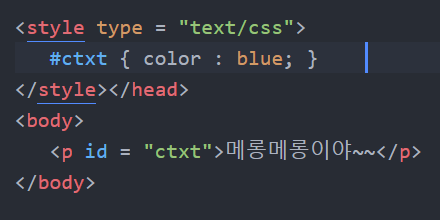 <style type = "text/css">
#ctxt { color : blue; }
</style></head>
<body>
<p id = "ctxt">메롱메롱이야~~</p>
</body>